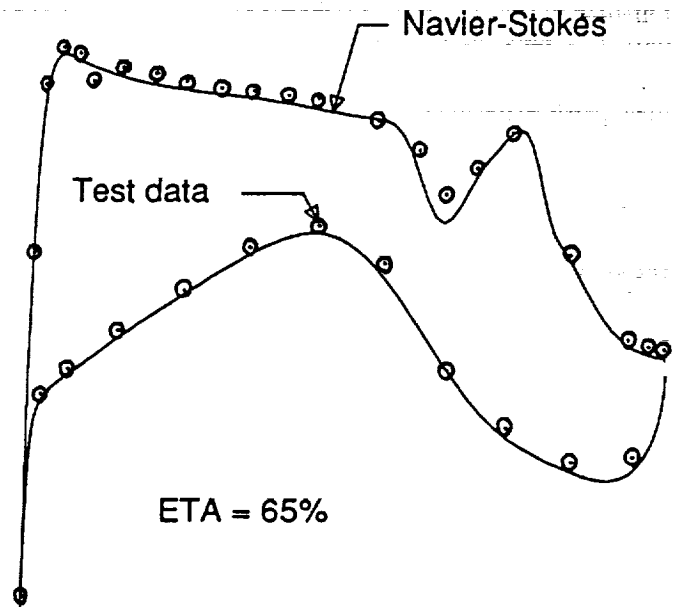 Navier-Stokes
Test data
ETA = 65%